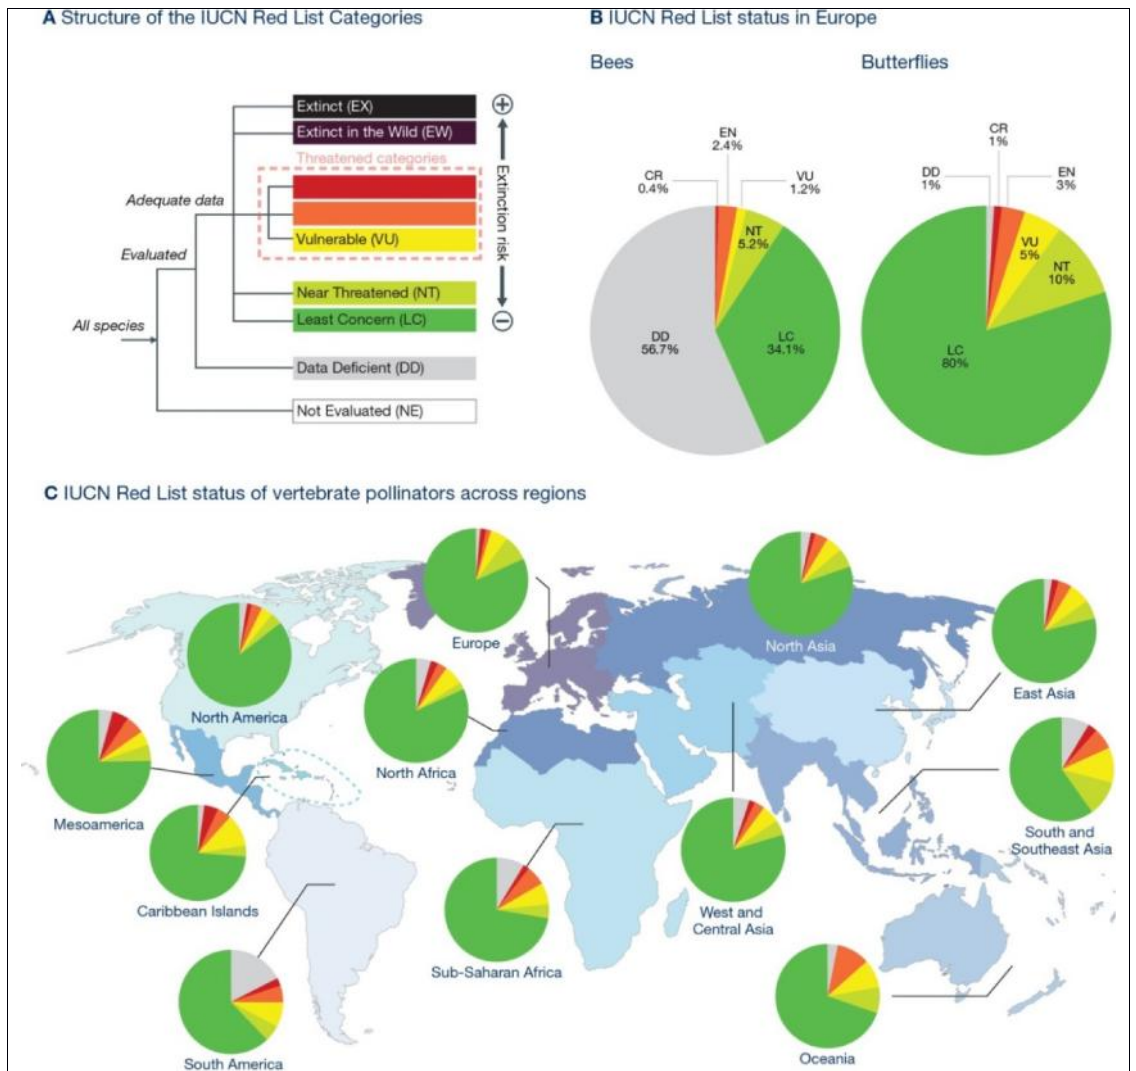 A Structure of the IUCN Red List Categories
Extinct (EX)
Extinct in the Wild (EW)
Threatened categories
Vulnerable (VU)
Near Threatened (NT)
Least Concern (LC)
Data Deficient (DD)
Not Evaluated (NE)
Adequate data
Evaluated
All species
+
Extinction risk
−
B IUCN Red List status in Europe
Bees
CR
0.4%
EN
2.4%
VU
1.2%
NT
5.2%
LC
34.1%
DD
56.7%
Butterflies
DD
1%
CR
1%
EN
3%
VU
5%
NT
10%
LC
80%
C IUCN Red List status of vertebrate pollinators across regions
Europe
North Asia
East Asia
North America
North Africa
Mesoamerica
South and
Southeast Asia
Caribbean Islands
West and
Central Asia
Sub-Saharan Africa
South America
Oceania